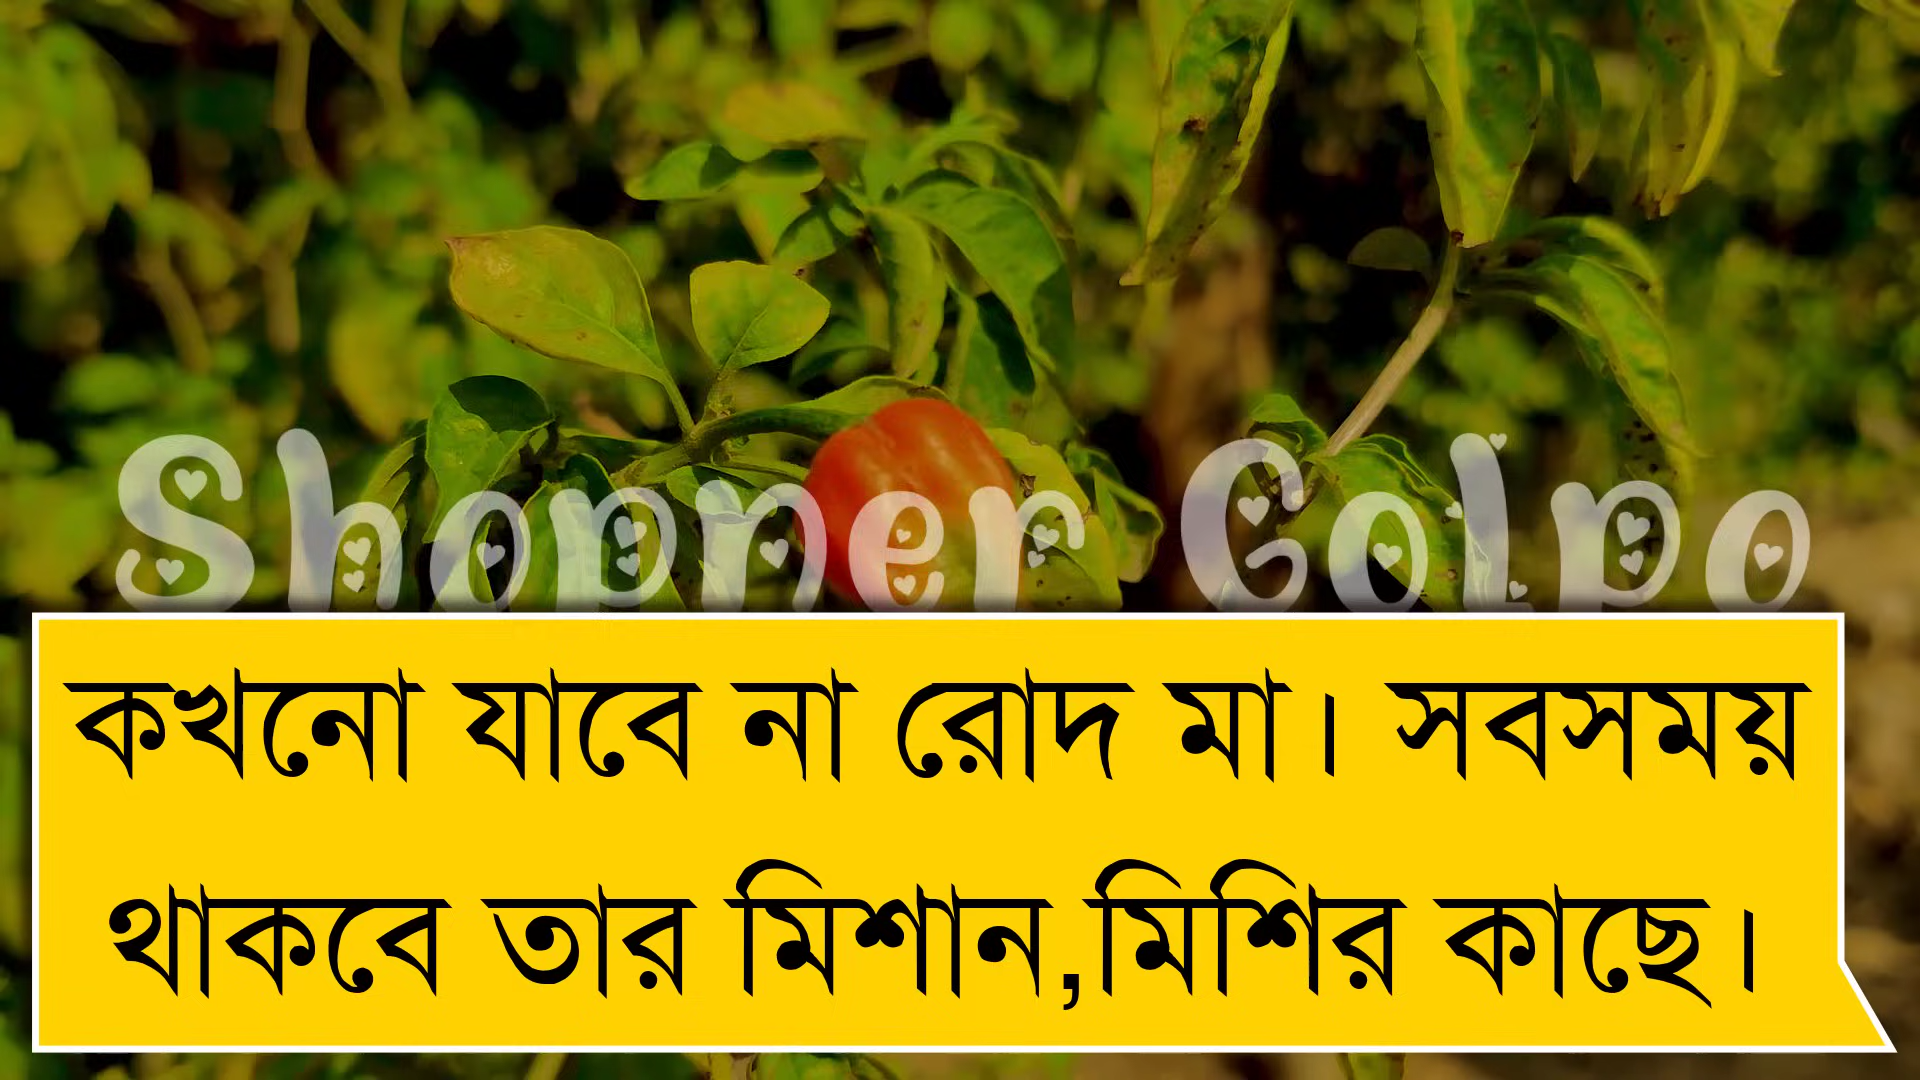 Shopner Golpo
কখনো যাবে না রোদ মা। সবসময়
থাকবে তার মিশান,মিশির কাছে।